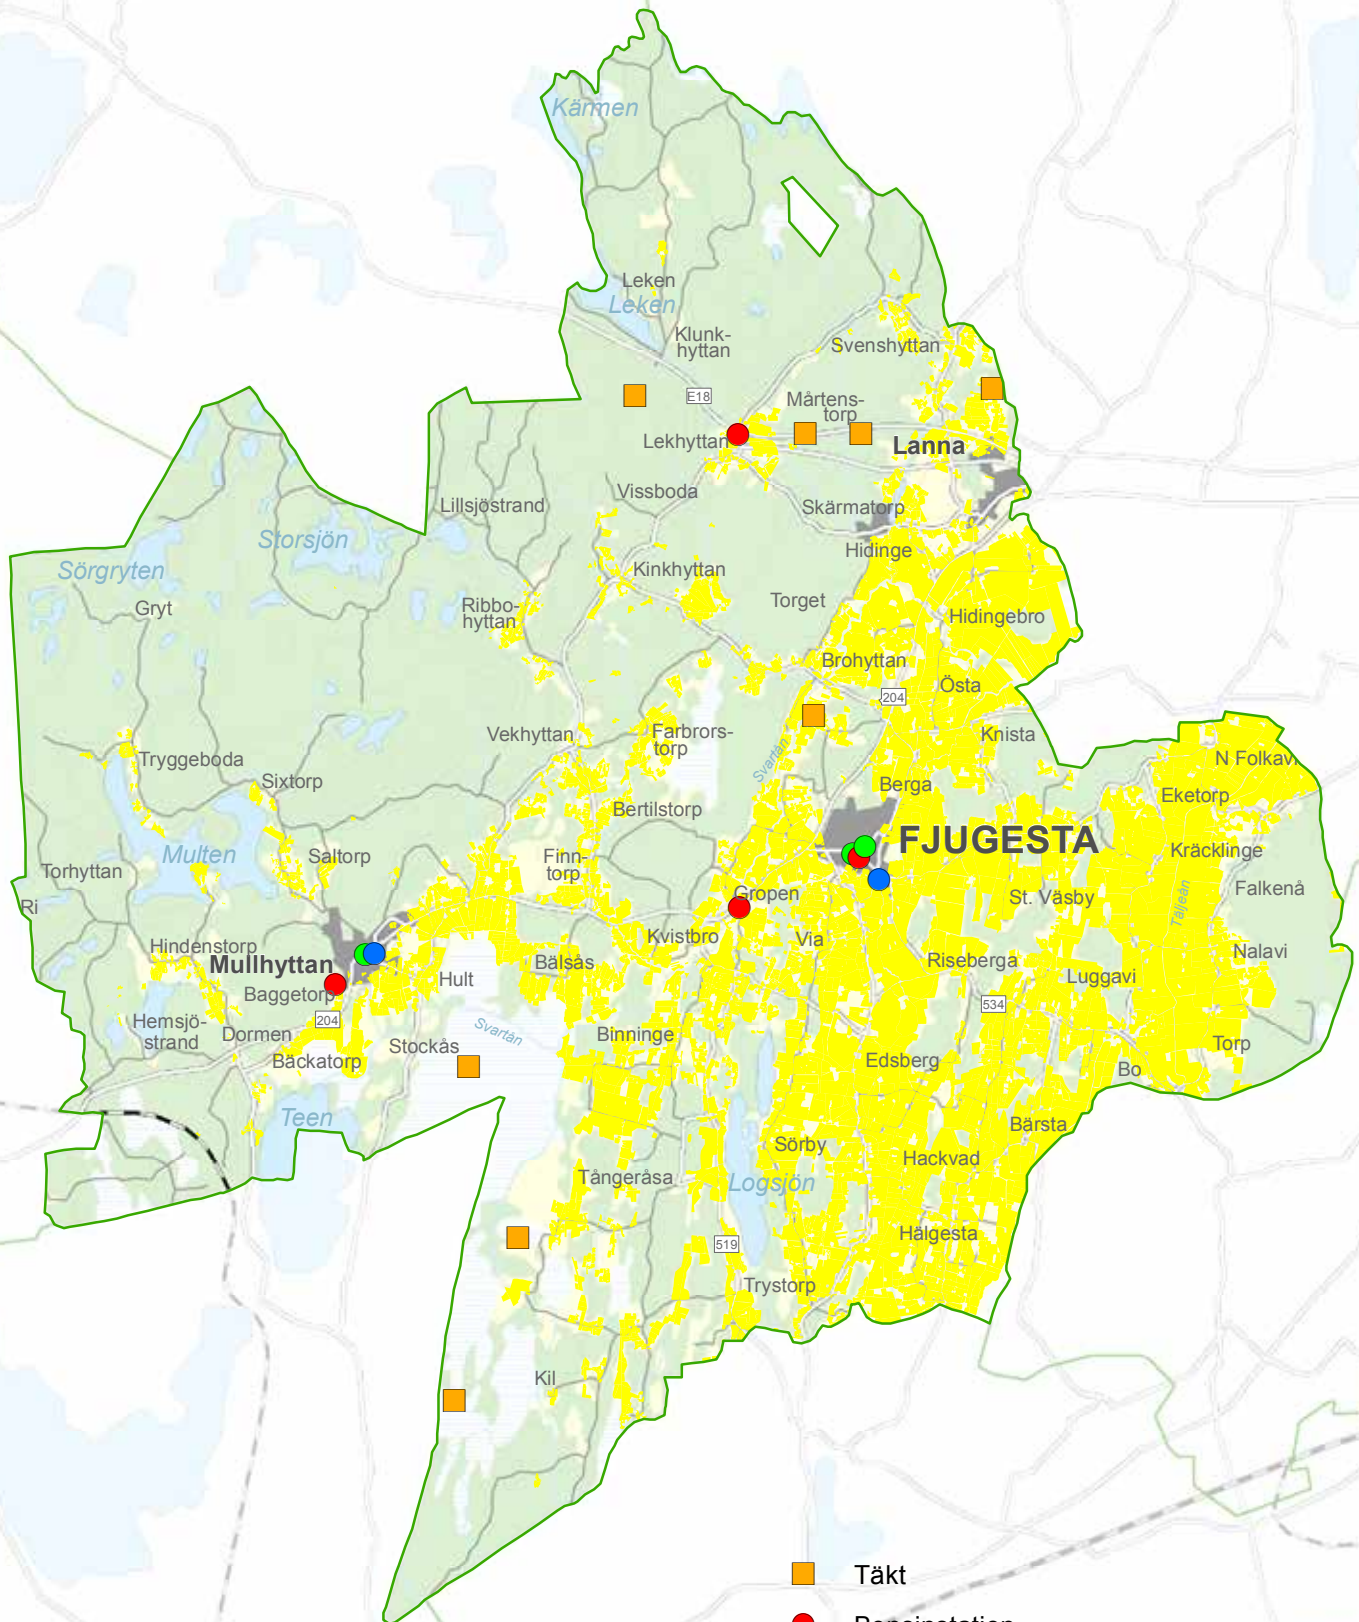 Kärmen
Leken
Leken
Klunk-
hyttan
Svenshyttan
E18
Mårtens-
torp
Lekhyttan
Lanna
Vissboda
Lillsjöstrand
Skärmatorp
Storsjön
Hidinge
Sörgryten
Kinkhyttan
Gryt
Ribbo-
hyttan
Torget
Hidingebro
Brohyttan
Östa
204
Vekhyttan
Farbrors-
torp
Knista
Svartån
Tryggeboda
N Folkavi
Sixtorp
Berga
Eketorp
Bertilstorp
FJUGESTA
Multen
Saltorp
Finn-
torp
Kräcklinge
Torhyttan
Gropen
St. Väsby
Falkenå
Täljeån
Ri
Kvistbro
Via
Hindenstorp
Mullhyttan
Bälsås
Riseberga
Nalavi
Hult
Luggavi
Baggetorp
534
204
Hemsjö-
strand
Dormen
Svartån
Binninge
Stockås
Torp
Bäckatorp
Edsberg
Bo
Teen
Bärsta
Sörby
Hackvad
Tångeråsa
Logsjön
Hälgesta
519
Trystorp
Kil
Täkt